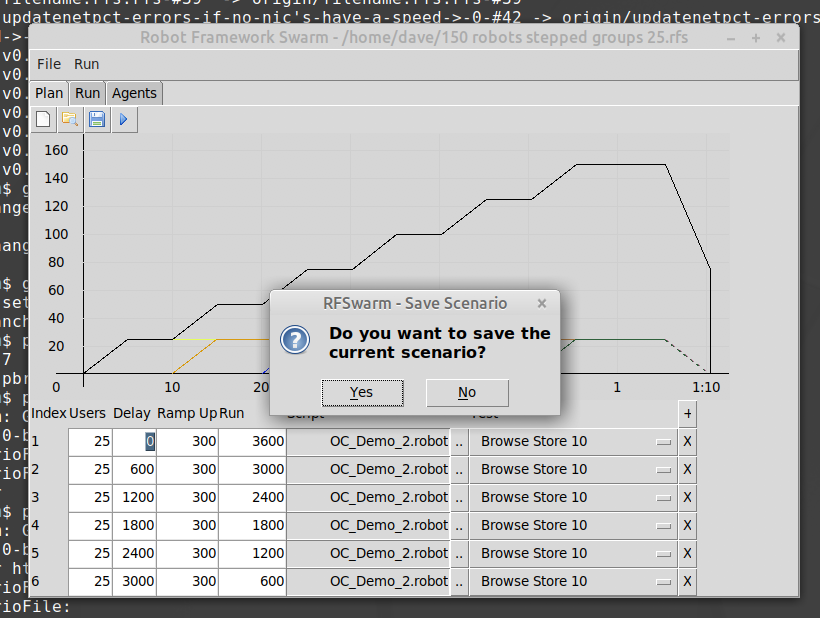 filename.rfs.rfs-#39 -> origin/filename.rfs.rfs-#39
updatenetpct-errors-if-no-nic's-have-a-speed->-0-#42 -> origin/updatenetpct-errors
Robot Framework Swarm - /home/dave/150 robots stepped groups 25.rfs
File Run
Plan Run Agents
160
140
120
100
80
60
40
20
0 10 20 1 1:10
RFSwarm - Save Scenario
Do you want to save the
current scenario?
Yes No
Index Users Delay Ramp Up Run +
1 25 0 300 3600 OC_Demo_2.robot .. Browse Store 10 X
2 25 600 300 3000 OC_Demo_2.robot .. Browse Store 10 X
3 25 1200 300 2400 OC_Demo_2.robot .. Browse Store 10 X
4 25 1800 300 1800 OC_Demo_2.robot .. Browse Store 10 X
5 25 2400 300 1200 OC_Demo_2.robot .. Browse Store 10 X
6 25 3000 300 600 OC_Demo_2.robot .. Browse Store 10 X
rioFile: